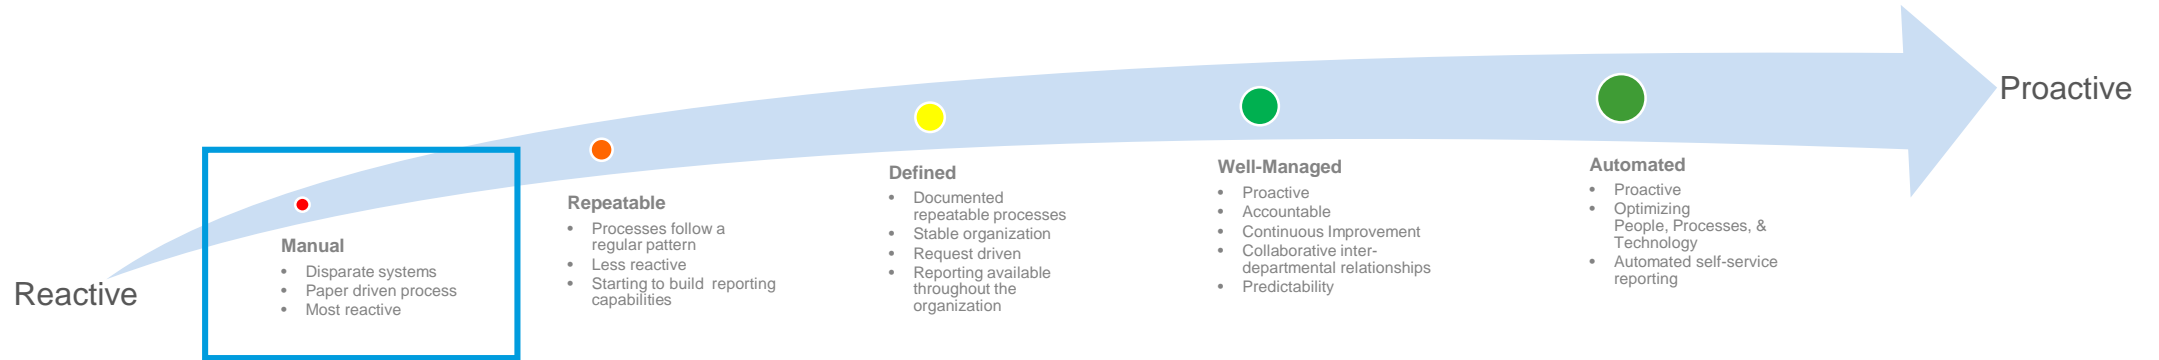 Reactive
Manual
• Disparate systems
• Paper driven process
• Most reactive
Repeatable
• Processes follow a
regular pattern
• Less reactive
• Starting to build reporting
capabilities
Defined
• Documented
repeatable processes
• Stable organization
• Request driven
• Reporting available
throughout the
organization
Well-Managed
• Proactive
• Accountable
• Continuous Improvement
• Collaborative inter-
departmental relationships
• Predictability
Automated
• Proactive
• Optimizing
People, Processes, &
Technology
• Automated self-service
reporting
Proactive